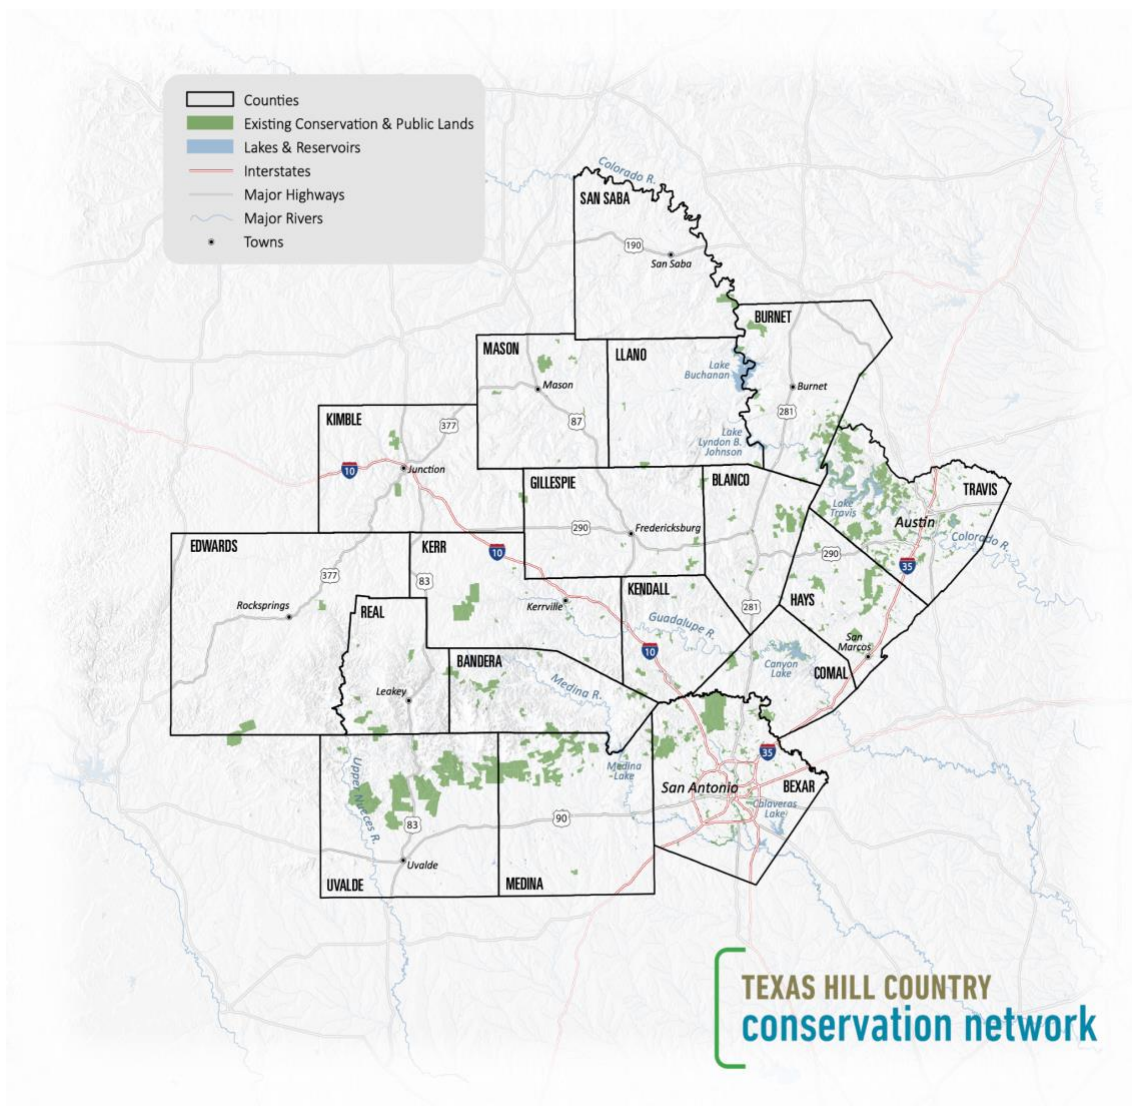 Counties
Existing Conservation & Public Lands
Lakes & Reservoirs
Interstates
Major Highways
Major Rivers
Towns
Colorado R.
SAN SABA
190
San Saba
BURNET
MASON
LLANO
Lake
Buchanan
Mason
Burnet
KIMBLE
377
87
281
Lake
Lyndon B.
Johnson
10
Junction
GILLESPIE
BLANCO
TRAVIS
Lake
Travis
Austin
290
Fredericksburg
Colorado R.
EDWARDS
KERR
10
290
35
377
83
KENDALL
HAYS
Rocksprings
REAL
Kerrville
281
Guadalupe R.
San
Marcos
10
BANDERA
Canyon
Lake
COMAL
Leakey
Medina R.
35
Medina
Lake
San Antonio
BEXAR
Upper Nueces R.
Calaveras
Lake
83
90
Uvalde
UVALDE
MEDINA
TEXAS HILL COUNTRY
conservation network